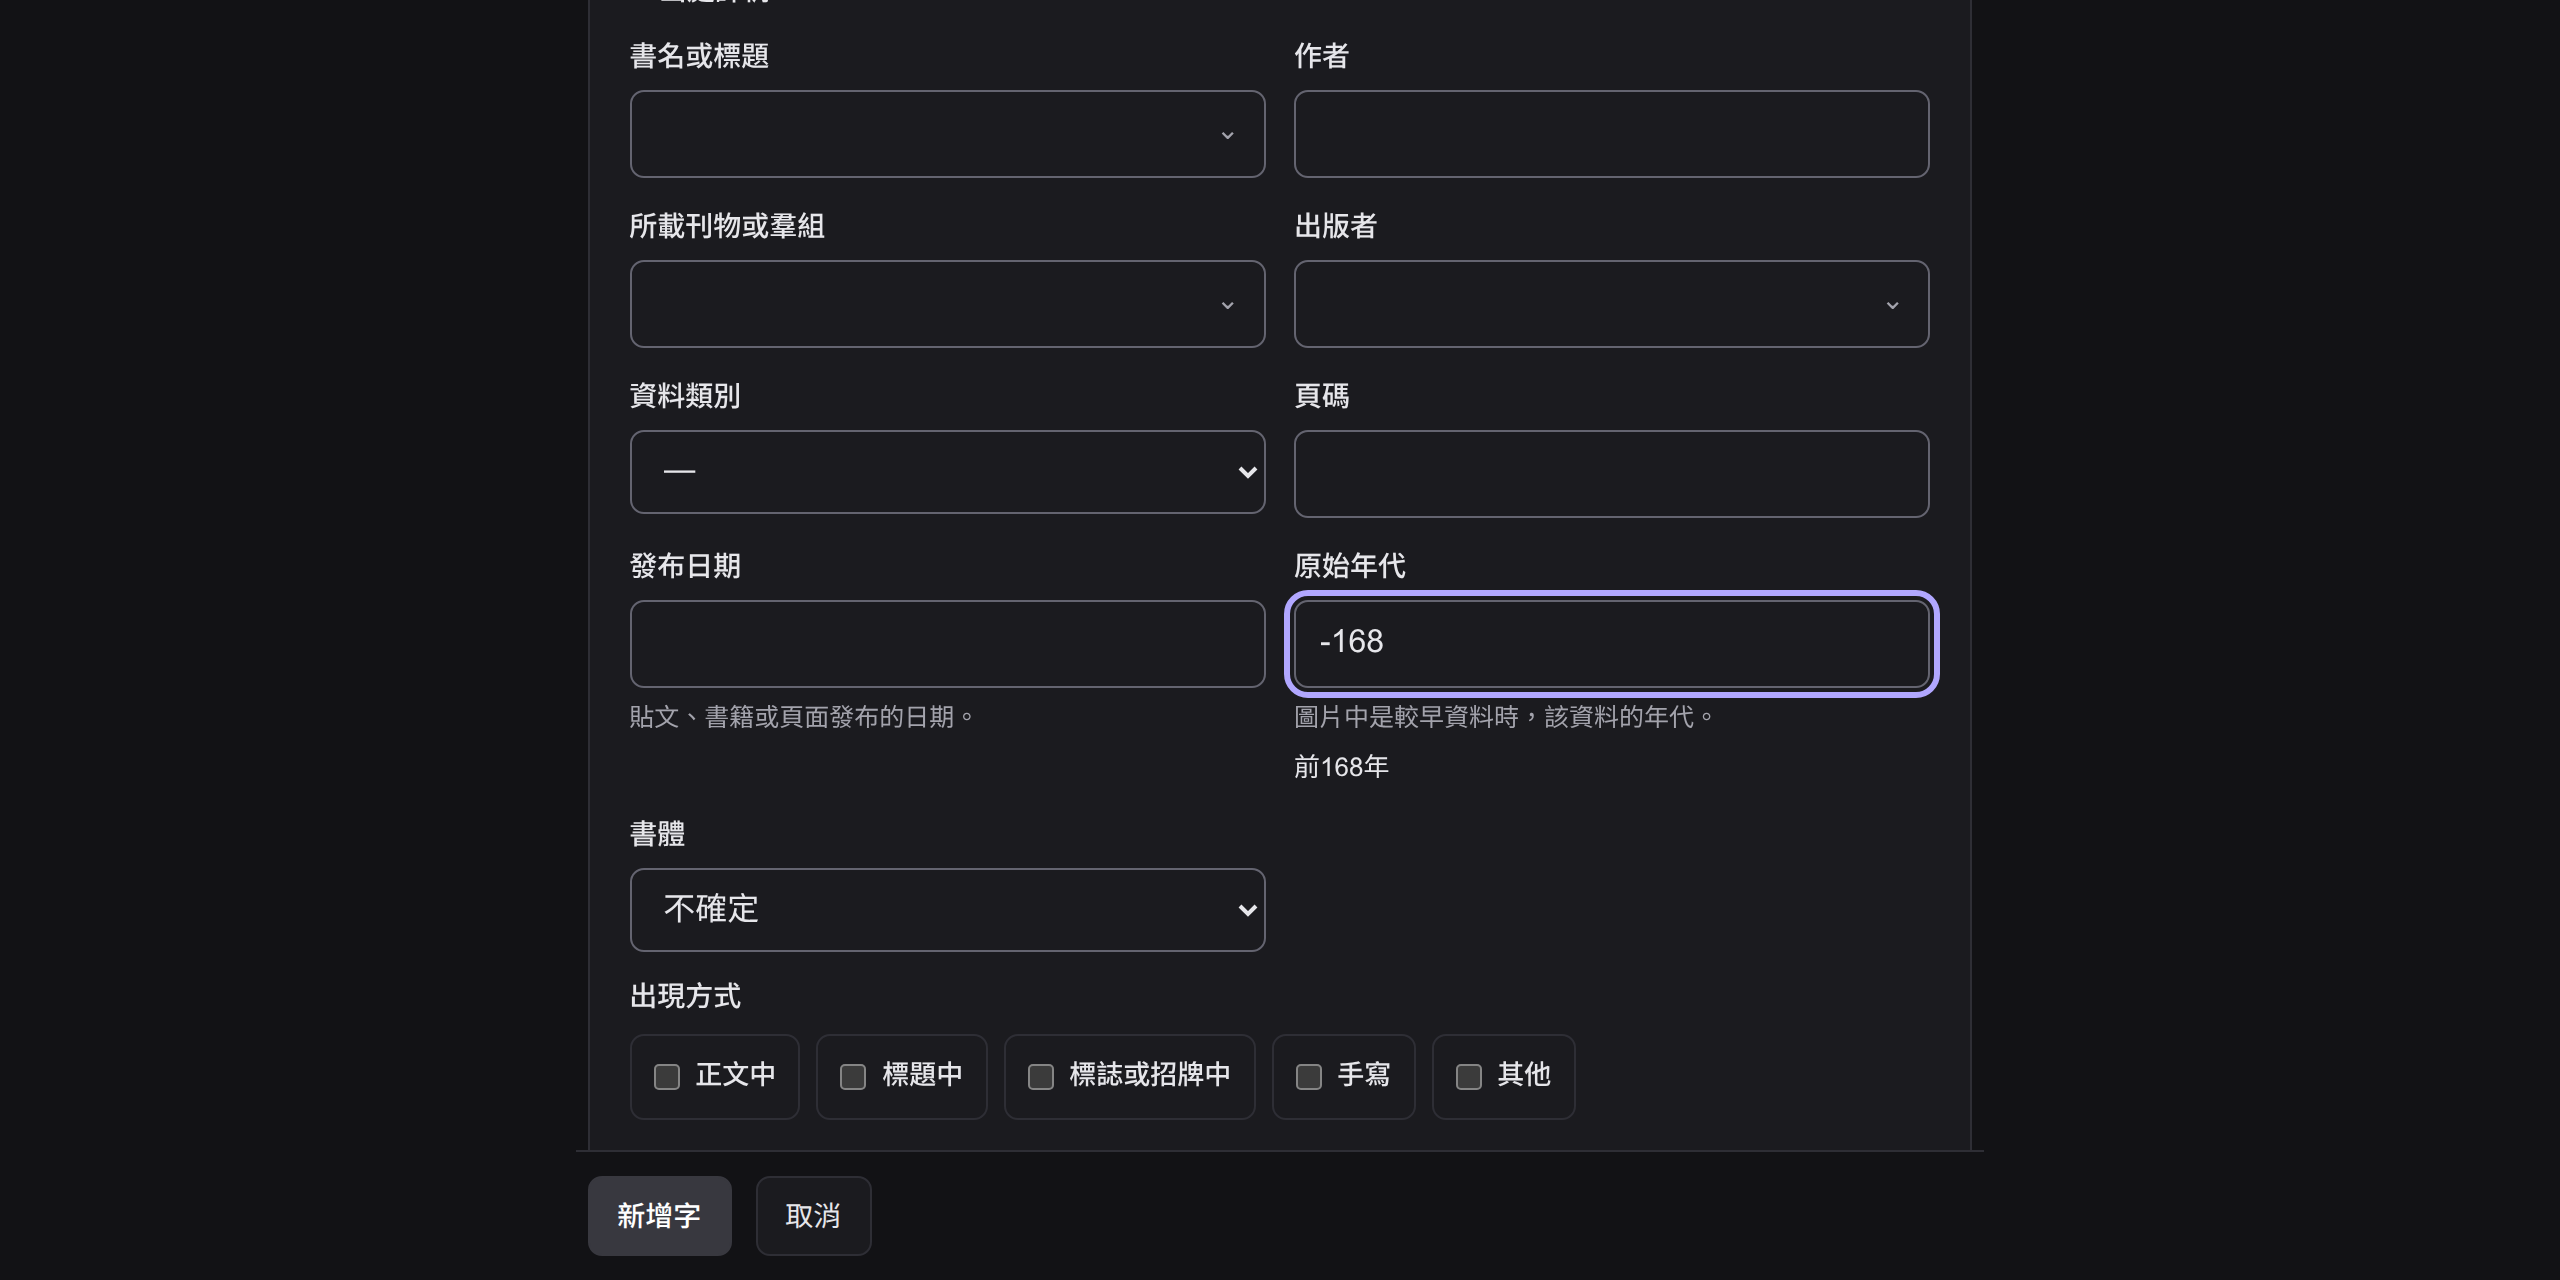 書名或標題
作者
所載刊物或羣組
出版者
資料類別
頁碼
—
發布日期
原始年代
-168
貼文、書籍或頁面發布的日期。
圖片中是較早資料時，該資料的年代。
前168年
書體
不確定
出現方式
正文中 標題中 標誌或招牌中 手寫 其他
新增字 取消